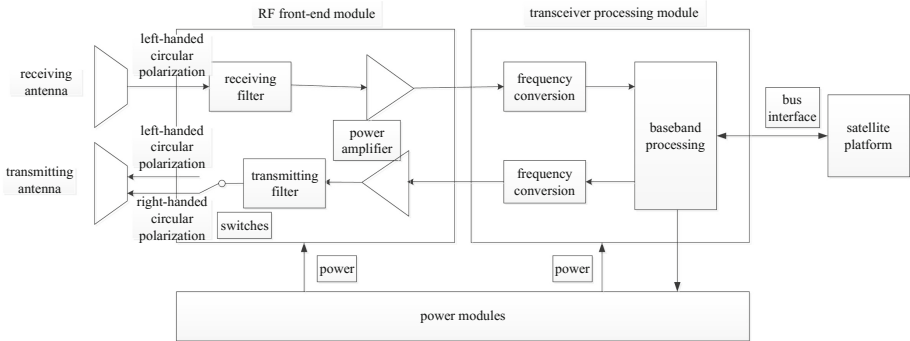 RF front-end module
transceiver processing module
left-handed
circular
polarization
receiving
antenna
receiving
filter
frequency
conversion
bus
interface
baseband
processing
satellite
platform
left-handed
circular
polarization
power
amplifier
transmitting
antenna
transmitting
filter
frequency
conversion
right-handed
circular
polarization
switches
power
power
power modules